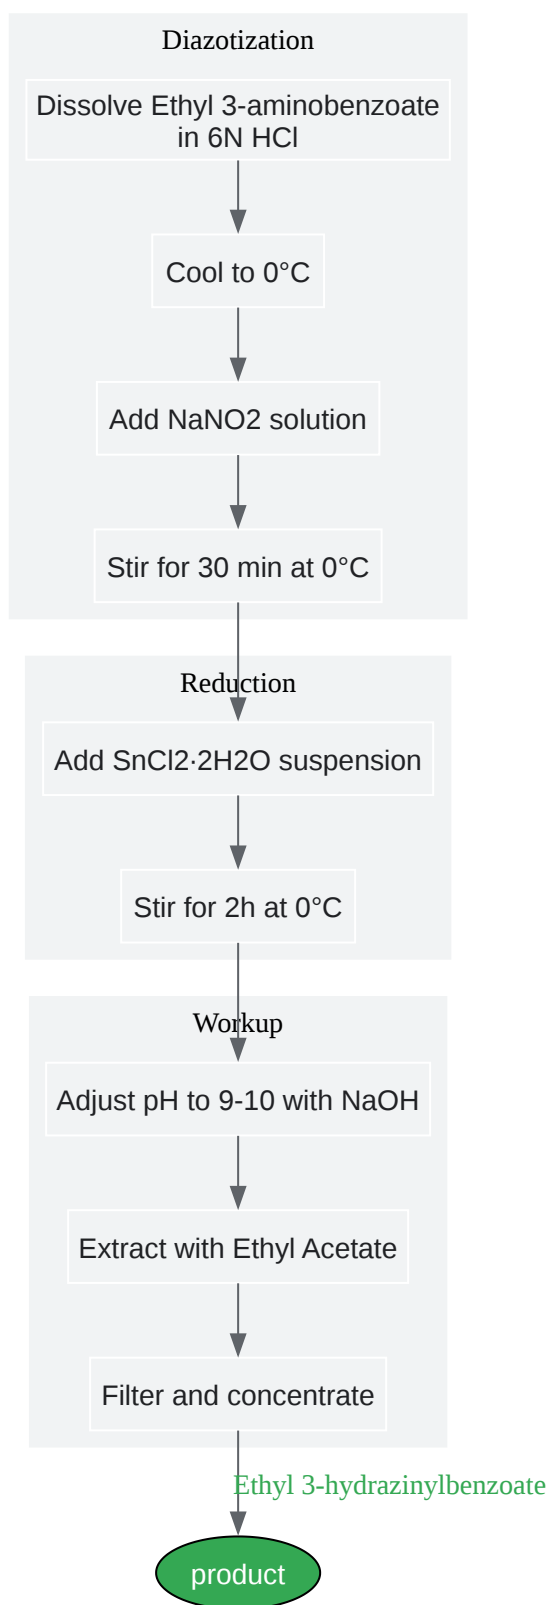 Diazotization
Dissolve Ethyl 3-aminobenzoate
in 6N HCl
Cool to 0°C
Add NaNO2 solution
Stir for 30 min at 0°C
Reduction
Add SnCl2·2H2O suspension
Stir for 2h at 0°C
Workup
Adjust pH to 9-10 with NaOH
Extract with Ethyl Acetate
Filter and concentrate
Ethyl 3-hydrazinylbenzoate
product